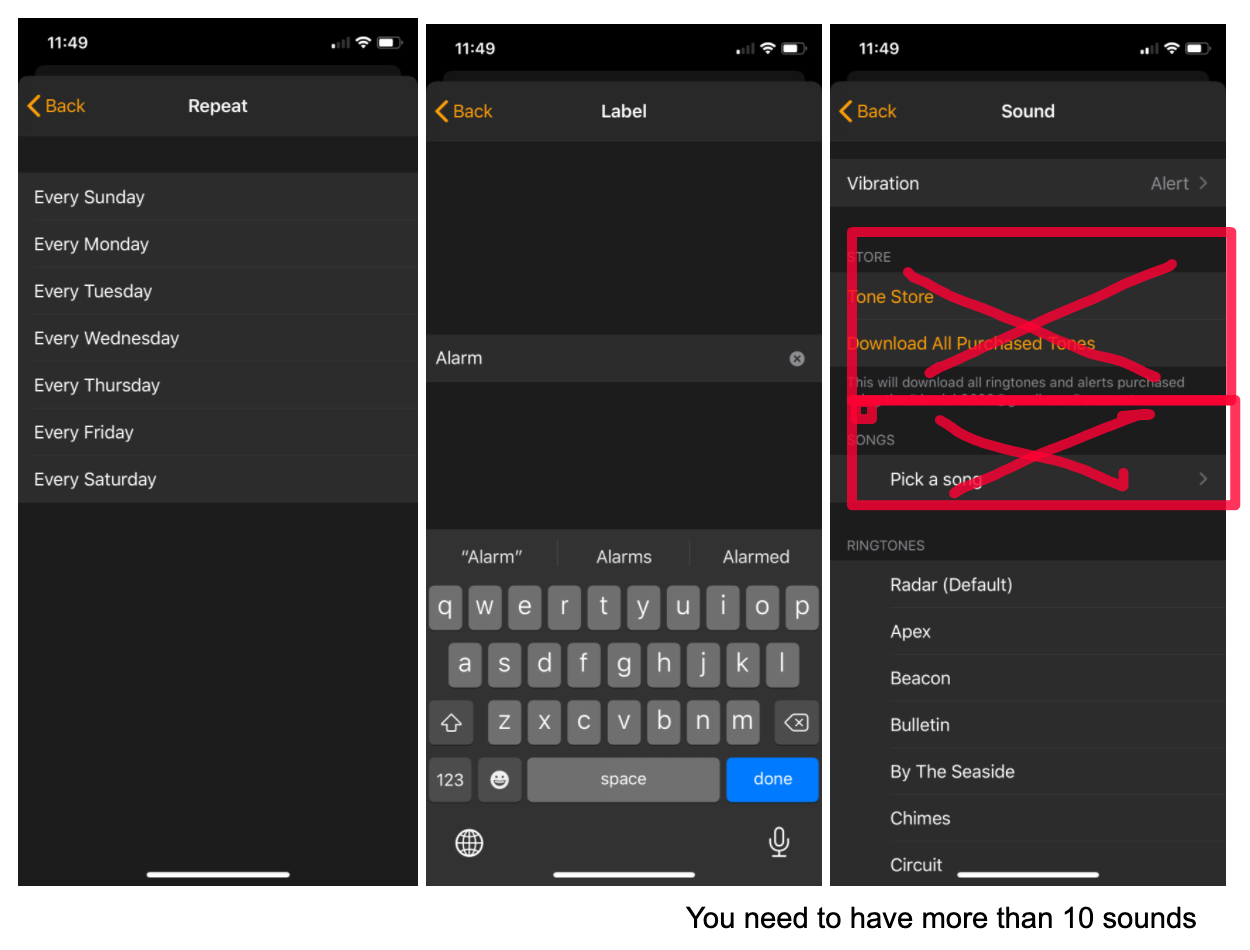 11:49
Back
Repeat
Every Sunday
Every Monday
Every Tuesday
Every Wednesday
Every Thursday
Every Friday
Every Saturday
11:49
Back
Label
Alarm
“Alarm”
Alarms
Alarmed
q w e r t y u i o p
a s d f g h j k l
z x c v b n m
123
space
done
11:49
Back
Sound
Vibration
Alert
STORE
Tone Store
Download All Purchased Tones
This will download all ringtones and alerts purchased
SONGS
Pick a song
RINGTONES
Radar (Default)
Apex
Beacon
Bulletin
By The Seaside
Chimes
Circuit
You need to have more than 10 sounds